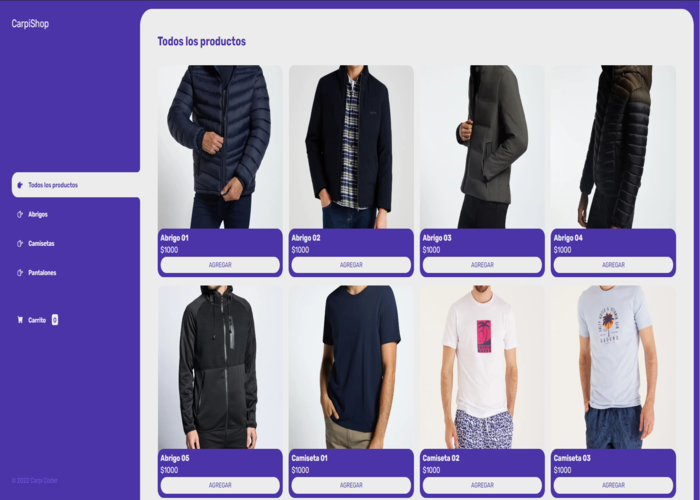 CarpiShop
Todos los productos
Abrigos
Camisetas
Pantalones
Carrito 0
© 2022 Carpi Coder
Todos los productos
Abrigo 01
$1000
AGREGAR
Abrigo 02
$1000
AGREGAR
Abrigo 03
$1000
AGREGAR
Abrigo 04
$1000
AGREGAR
Abrigo 05
$1000
AGREGAR
Camiseta 01
$1000
AGREGAR
Camiseta 02
$1000
AGREGAR
Camiseta 03
$1000
AGREGAR